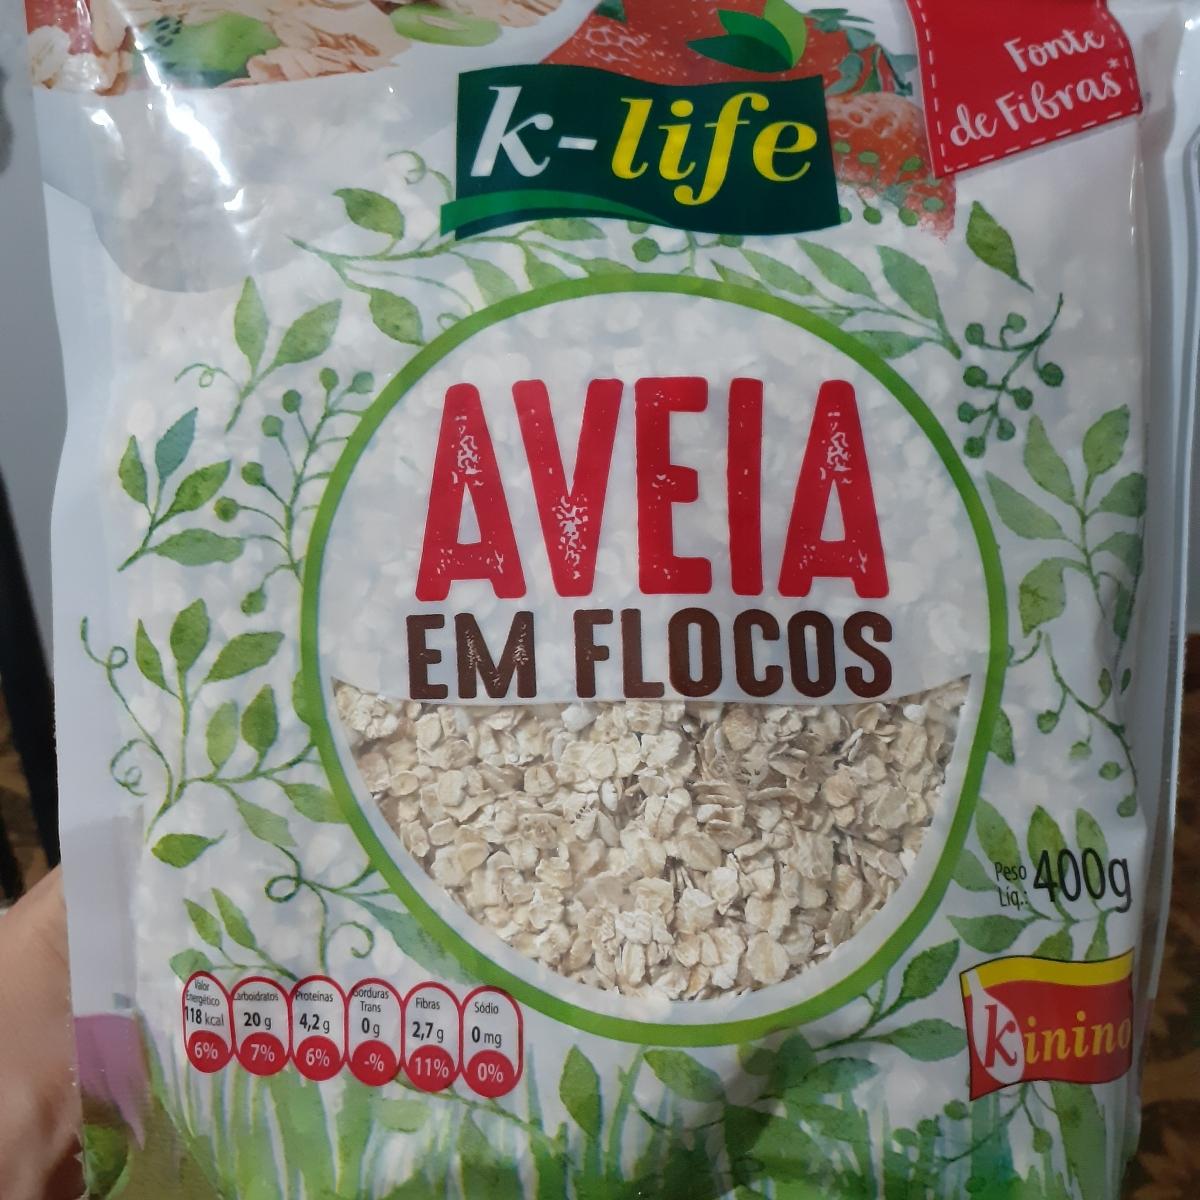 k-life
Fonte
de Fibras*
AVEIA
EM FLOCOS
Peso
Líq.: 400g
kinino
Valor
Energético
118 kcal
6%
Carboidratos
20 g
7%
Proteínas
4,2 g
6%
Gorduras
Trans
0 g
-%
Fibras
2,7 g
11%
Sódio
0 mg
0%